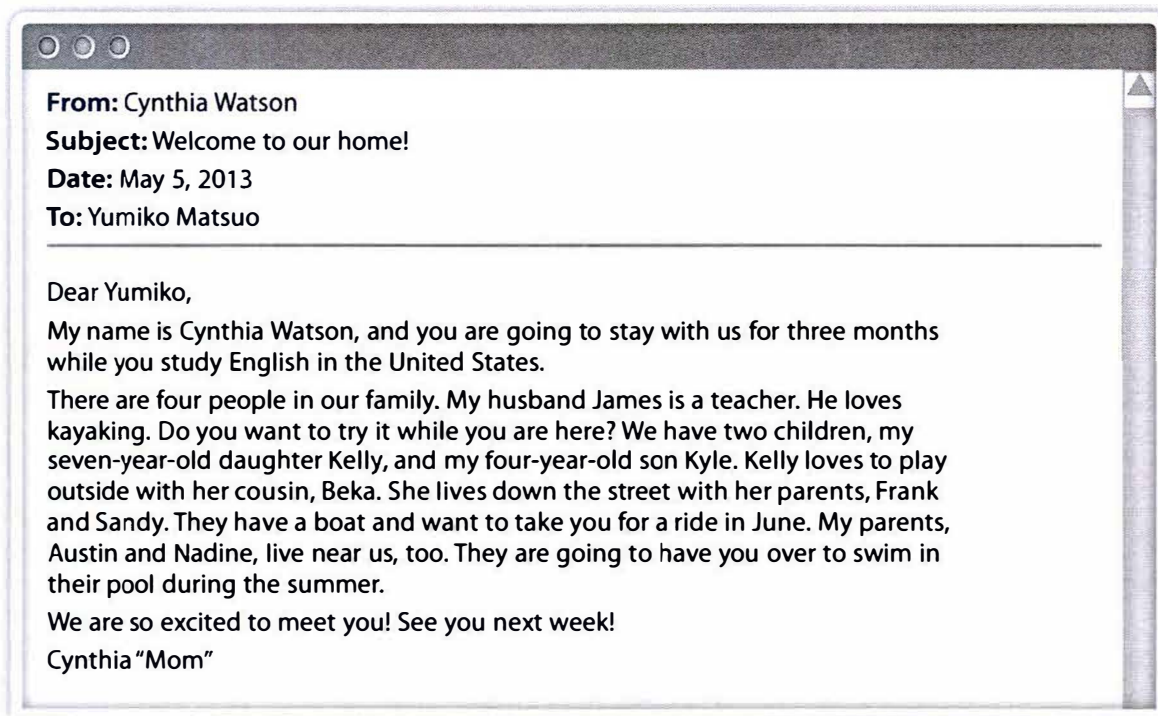 From: Cynthia Watson
Subject: Welcome to our home!
Date: May 5, 2013
To: Yumiko Matsuo
Dear Yumiko,
My name is Cynthia Watson, and you are going to stay with us for three months
while you study English in the United States.
There are four people in our family. My husband James is a teacher. He loves
kayaking. Do you want to try it while you are here? We have two children, my
seven-year-old daughter Kelly, and my four-year-old son Kyle. Kelly loves to play
outside with her cousin, Beka. She lives down the street with her parents, Frank
and Sandy. They have a boat and want to take you for a ride in June. My parents,
Austin and Nadine, live near us, too. They are going to have you over to swim in
their pool during the summer.
We are so excited to meet you! See you next week!
Cynthia "Mom"